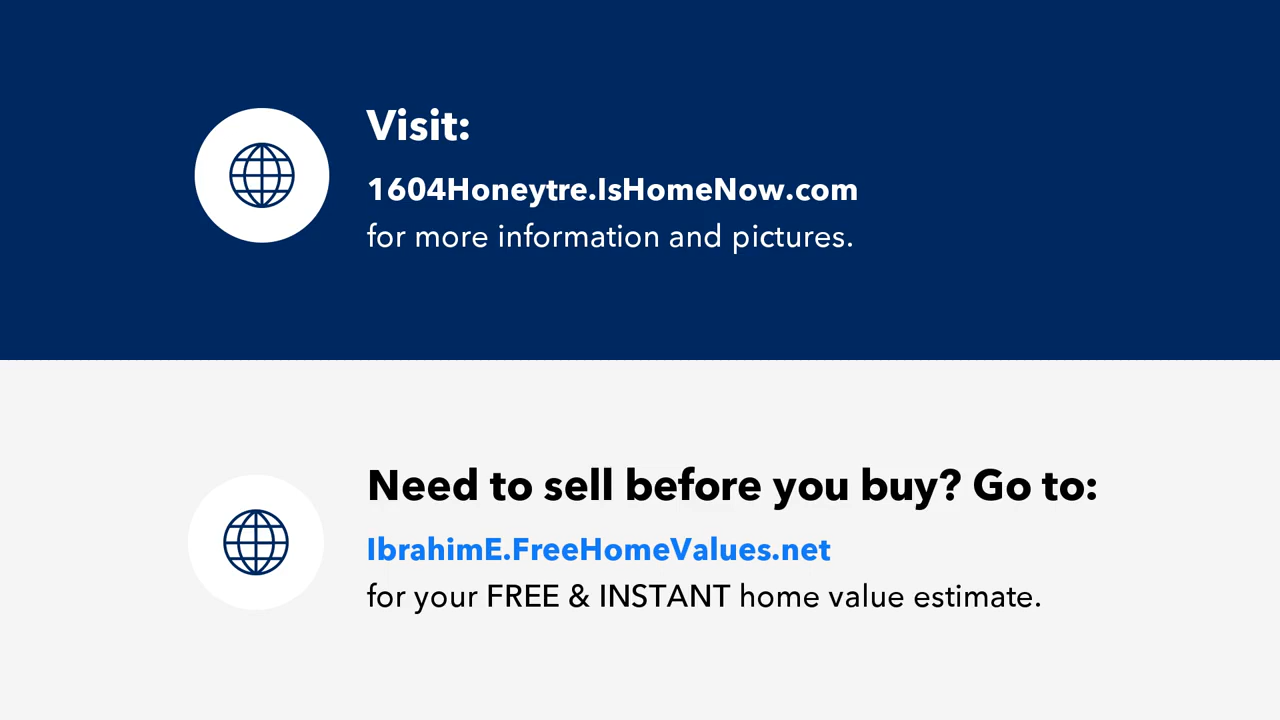 Visit:
1604Honeytre.IsHomeNow.com
for more information and pictures.
Need to sell before you buy? Go to:
IbrahimE.FreeHomeValues.net
for your FREE & INSTANT home value estimate.